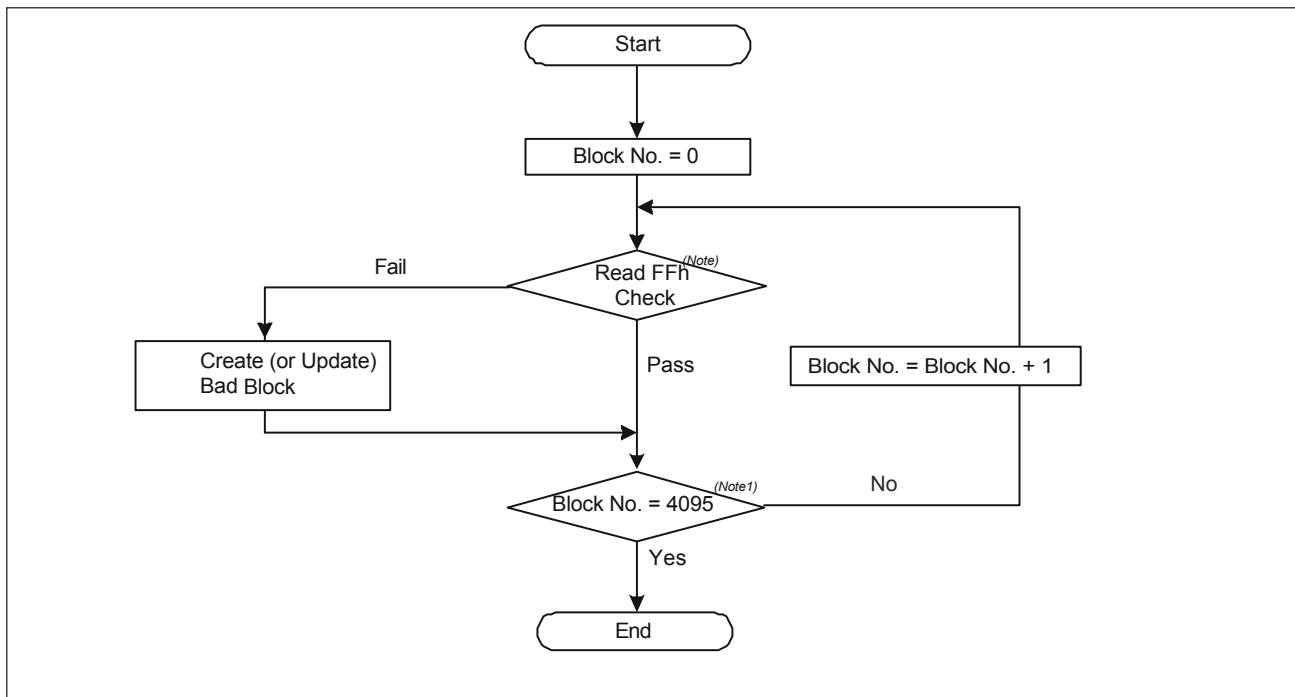 Start
Block No. = 0
Fail
Read FFh (Note)
Check
Create (or Update)
Bad Block
Pass
Block No. = Block No. + 1
Block No. = 4095 (Note1)
No
Yes
End